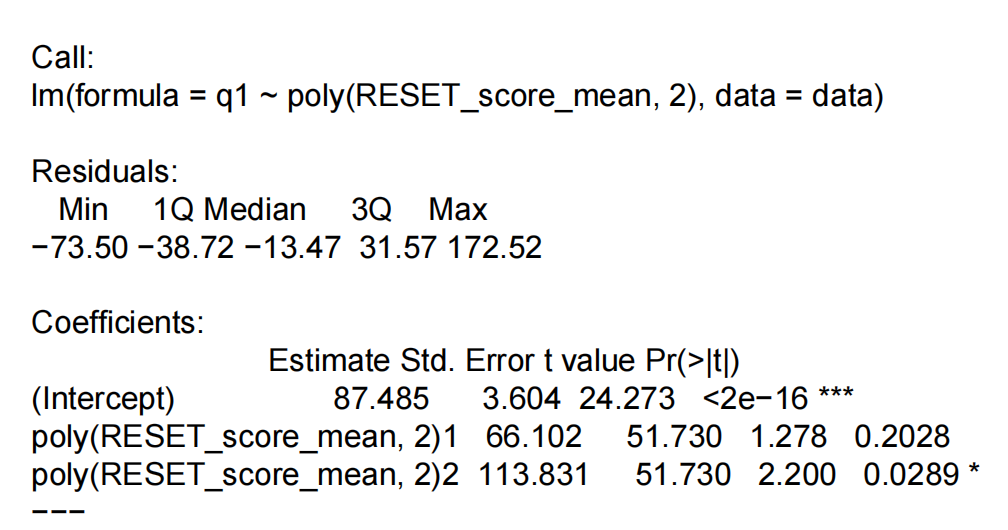 Call:
lm(formula = q1 ~ poly(RESET_score_mean, 2), data = data)
Residuals:
Min 1Q Median 3Q Max
−73.50 −38.72 −13.47 31.57 172.52
Coefficients:
Estimate Std. Error t value Pr(>|t|)
(Intercept) 87.485 3.604 24.273 <2e−16 ***
poly(RESET_score_mean, 2)1 66.102 51.730 1.278 0.2028
poly(RESET_score_mean, 2)2 113.831 51.730 2.200 0.0289 *
−−−